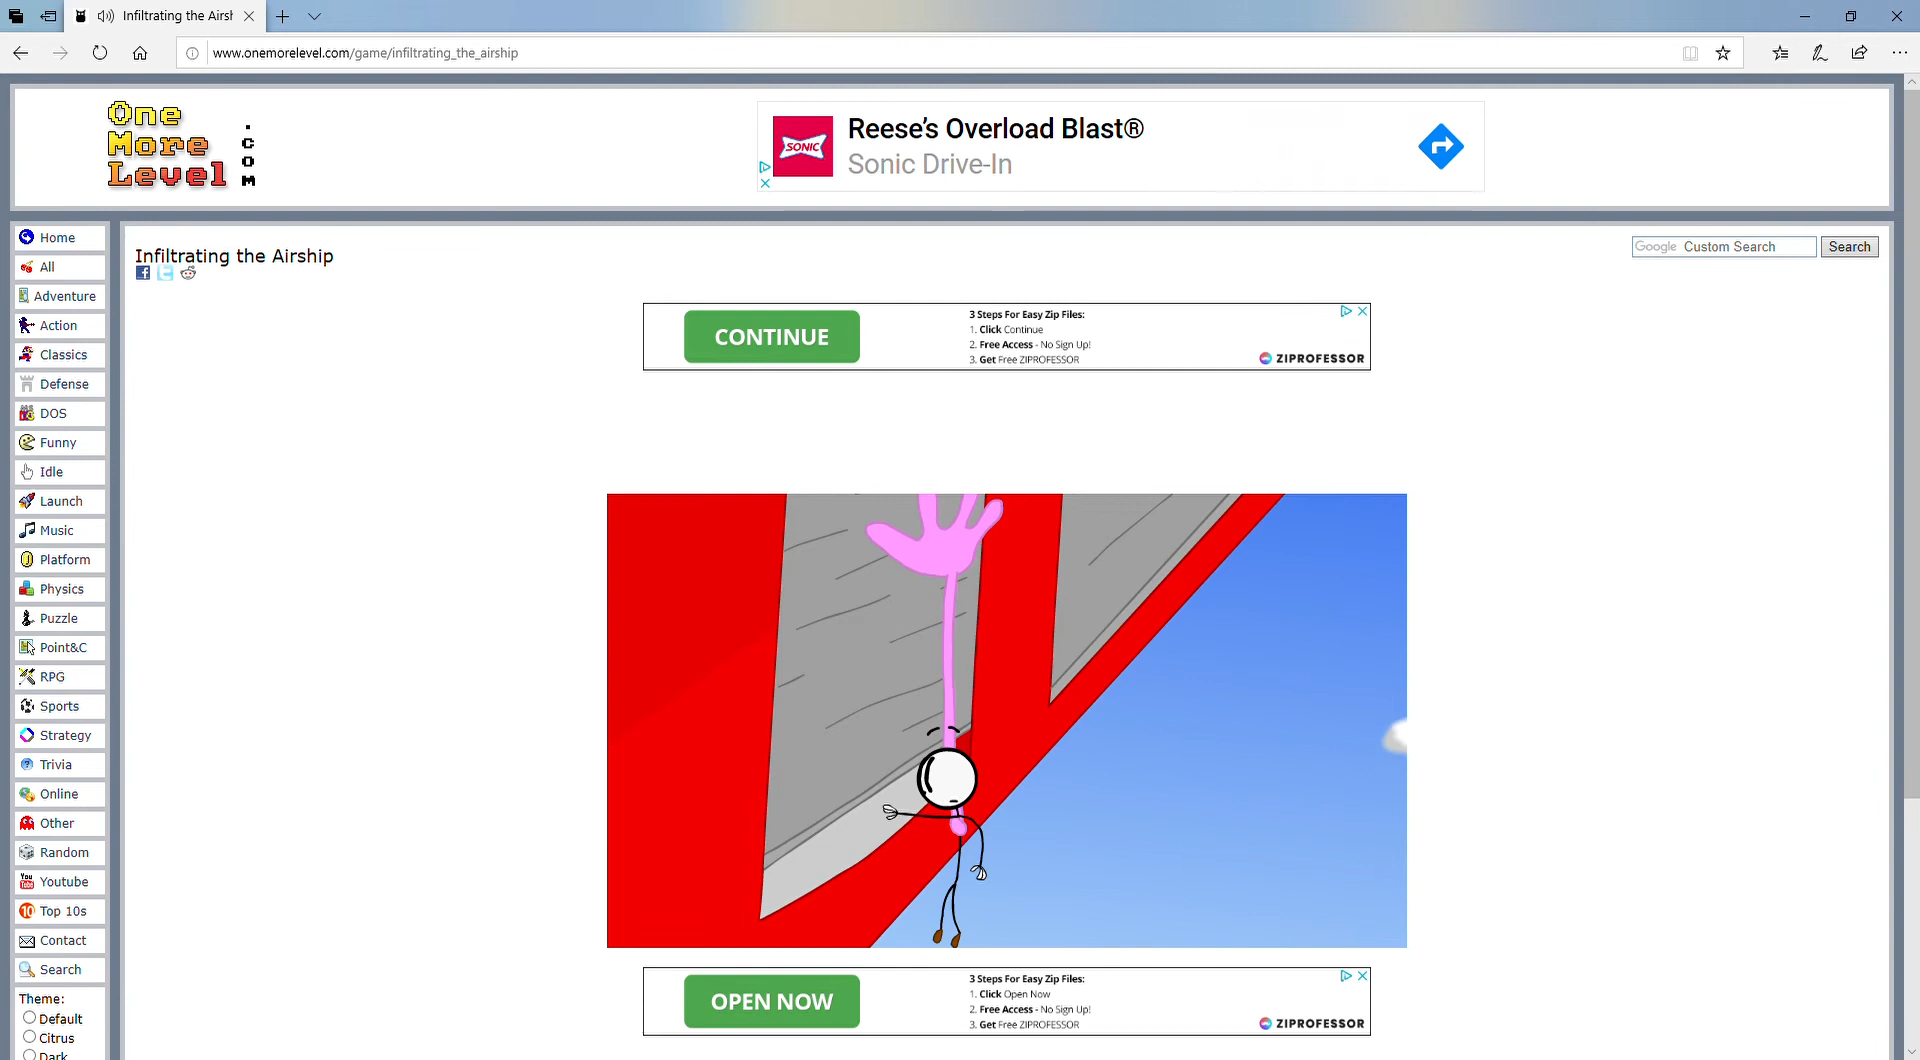 Infiltrating the Airsh
www.onemorelevel.com/game/infiltrating_the_airship
One
More
Level
.com
SONIC
Reese's Overload Blast®
Sonic Drive-In
Home
All
Adventure
Action
Classics
Defense
DOS
Funny
Idle
Launch
Music
Platform
Physics
Puzzle
Point&C
RPG
Sports
Strategy
Trivia
Online
Other
Random
Youtube
Top 10s
Contact
Search
Theme:
Default
Citrus
Dark
Infiltrating the Airship
Google Custom Search
Search
CONTINUE
3 Steps For Easy Zip Files:
1. Click Continue
2. Free Access - No Sign Up!
3. Get Free ZIPROFESSOR
ZIPROFESSOR
OPEN NOW
3 Steps For Easy Zip Files:
1. Click Open Now
2. Free Access - No Sign Up!
3. Get Free ZIPROFESSOR
ZIPROFESSOR